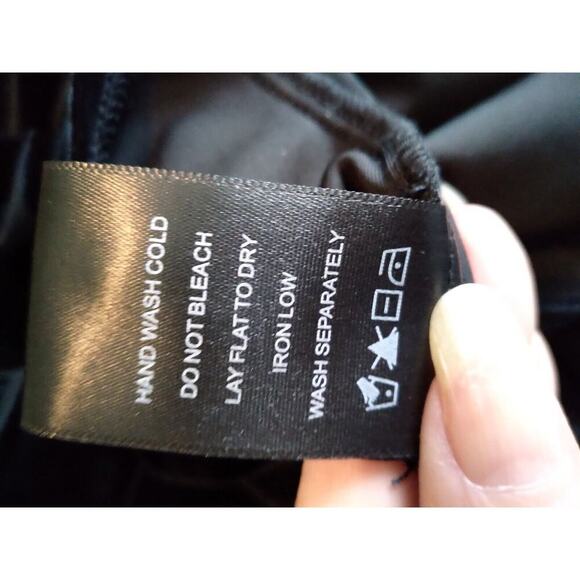 HAND WASH COLD
DO NOT BLEACH
LAY FLAT TO DRY
IRON LOW
WASH SEPARATELY